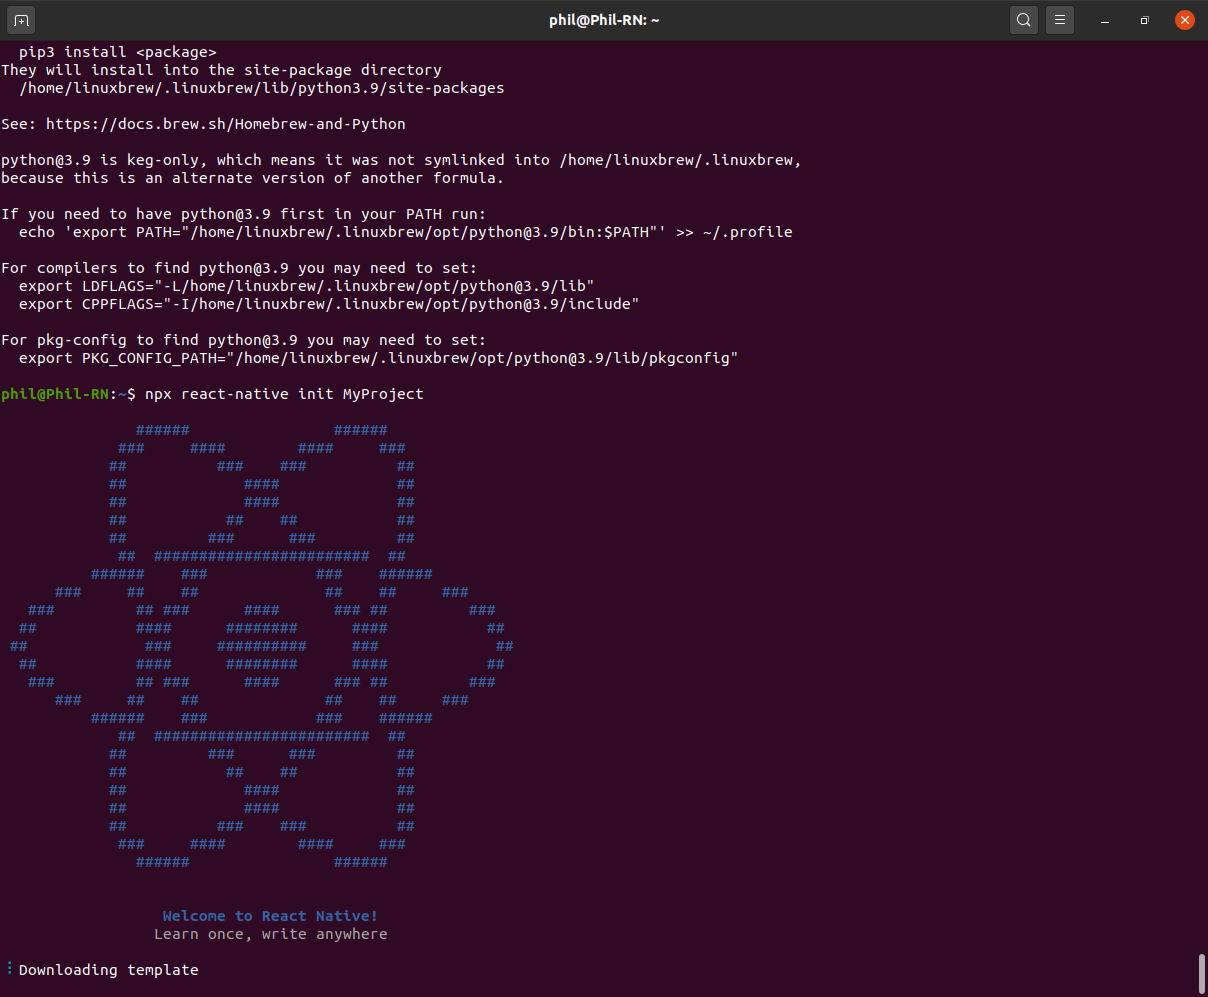 phil@Phil-RN: ~
  pip3 install <package>
They will install into the site-package directory
  /home/linuxbrew/.linuxbrew/lib/python3.9/site-packages

See: https://docs.brew.sh/Homebrew-and-Python

python@3.9 is keg-only, which means it was not symlinked into /home/linuxbrew/.linuxbrew,
because this is an alternate version of another formula.

If you need to have python@3.9 first in your PATH run:
  echo 'export PATH="/home/linuxbrew/.linuxbrew/opt/python@3.9/bin:$PATH"' >> ~/.profile

For compilers to find python@3.9 you may need to set:
  export LDFLAGS="-L/home/linuxbrew/.linuxbrew/opt/python@3.9/lib"
  export CPPFLAGS="-I/home/linuxbrew/.linuxbrew/opt/python@3.9/include"

For pkg-config to find python@3.9 you may need to set:
  export PKG_CONFIG_PATH="/home/linuxbrew/.linuxbrew/opt/python@3.9/lib/pkgconfig"

phil@Phil-RN:~$ npx react-native init MyProject

               ######                ######
             ###     ####        ####     ###
            ##          ###    ###          ##
            ##             ####             ##
            ##             ####             ##
            ##           ##    ##           ##
            ##         ###      ###         ##
             ##  ########################  ##
          ######    ###            ###    ######
      ###     ##    ##              ##    ##     ###
   ###         ## ###      ####      ### ##         ###
  ##           ####      ########      ####           ##
 ##             ###     ##########     ###             ##
  ##           ####      ########      ####           ##
   ###         ## ###      ####      ### ##         ###
      ###     ##    ##              ##    ##     ###
          ######    ###            ###    ######
             ##  ########################  ##
            ##         ###      ###         ##
            ##           ##    ##           ##
            ##             ####             ##
            ##             ####             ##
            ##          ###    ###          ##
             ###     ####        ####     ###
               ######                ######

                  Welcome to React Native!
                 Learn once, write anywhere

⠸ Downloading template